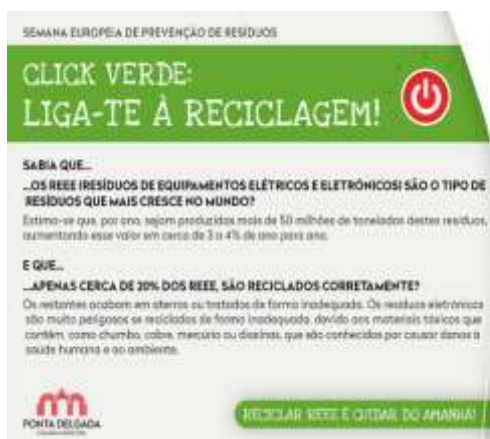 SEMANA EUROPEIA DE PREVENÇÃO DE RESÍDUOS
CLICK VERDE:
LIGA-TE À RECICLAGEM!
SABIA QUE...
...OS REEE (RESÍDUOS DE EQUIPAMENTOS ELÉTRICOS E ELETRÓNICOS) SÃO O TIPO DE
RESÍDUOS QUE MAIS CRESCE NO MUNDO?
Estima-se que, por ano, sejam produzidas mais de 50 milhões de toneladas destes resíduos,
aumentando esse valor em cerca de 3 a 4% de ano para ano.
E QUE...
...APENAS CERCA DE 20% DOS REEE, SÃO RECICLADOS CORRETAMENTE?
Os restantes acabam em aterros ou tratados de forma inadequada. Os resíduos eletrónicos
são muito perigosos se reciclados de forma inadequada, devido aos materiais tóxicos que
contêm, como chumbo, cobre, mercúrio ou dioxinas, que são conhecidos por causar danos à
saúde humana e ao ambiente.
PONTA DELGADA
RECICLAR REEE É CUIDAR DO AMANHÃ!